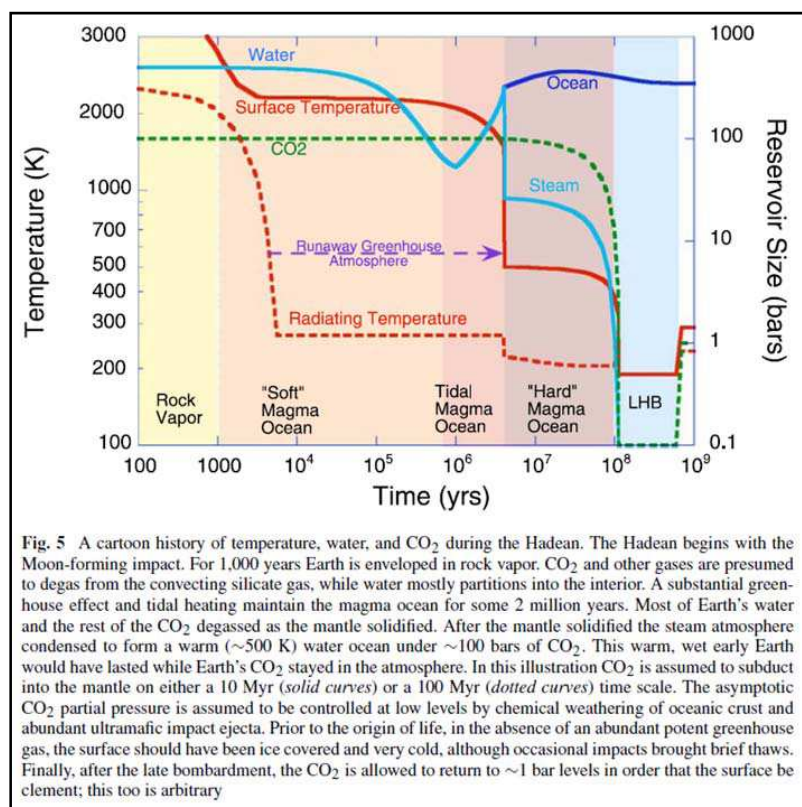 3000
2000
1000
700
500
400
300
200
100
Temperature (K)
Water
Surface Temperature
CO2
Runaway Greenhouse
Atmosphere
Radiating Temperature
Ocean
Steam
Rock
Vapor
"Soft"
Magma
Ocean
Tidal
Magma
Ocean
"Hard"
Magma
Ocean
LHB
1000
100
10
1
0.1
Reservoir Size (bars)
100 1000 10^4 10^5 10^6 10^7 10^8 10^9
Time (yrs)
Fig. 5 A cartoon history of temperature, water, and CO2 during the Hadean. The Hadean begins with the
Moon-forming impact. For 1,000 years Earth is enveloped in rock vapor. CO2 and other gases are presumed
to degas from the convecting silicate gas, while water mostly partitions into the interior. A substantial green-
house effect and tidal heating maintain the magma ocean for some 2 million years. Most of Earth's water
and the rest of the CO2 degassed as the mantle solidified. After the mantle solidified the steam atmosphere
condensed to form a warm (∼500 K) water ocean under ∼100 bars of CO2. This warm, wet early Earth
would have lasted while Earth's CO2 stayed in the atmosphere. In this illustration CO2 is assumed to subduct
into the mantle on either a 10 Myr (solid curves) or a 100 Myr (dotted curves) time scale. The asymptotic
CO2 partial pressure is assumed to be controlled at low levels by chemical weathering of oceanic crust and
abundant ultramafic impact ejecta. Prior to the origin of life, in the absence of an abundant potent greenhouse
gas, the surface should have been ice covered and very cold, although occasional impacts brought brief thaws.
Finally, after the late bombardment, the CO2 is allowed to return to ∼1 bar levels in order that the surface be
clement; this too is arbitrary